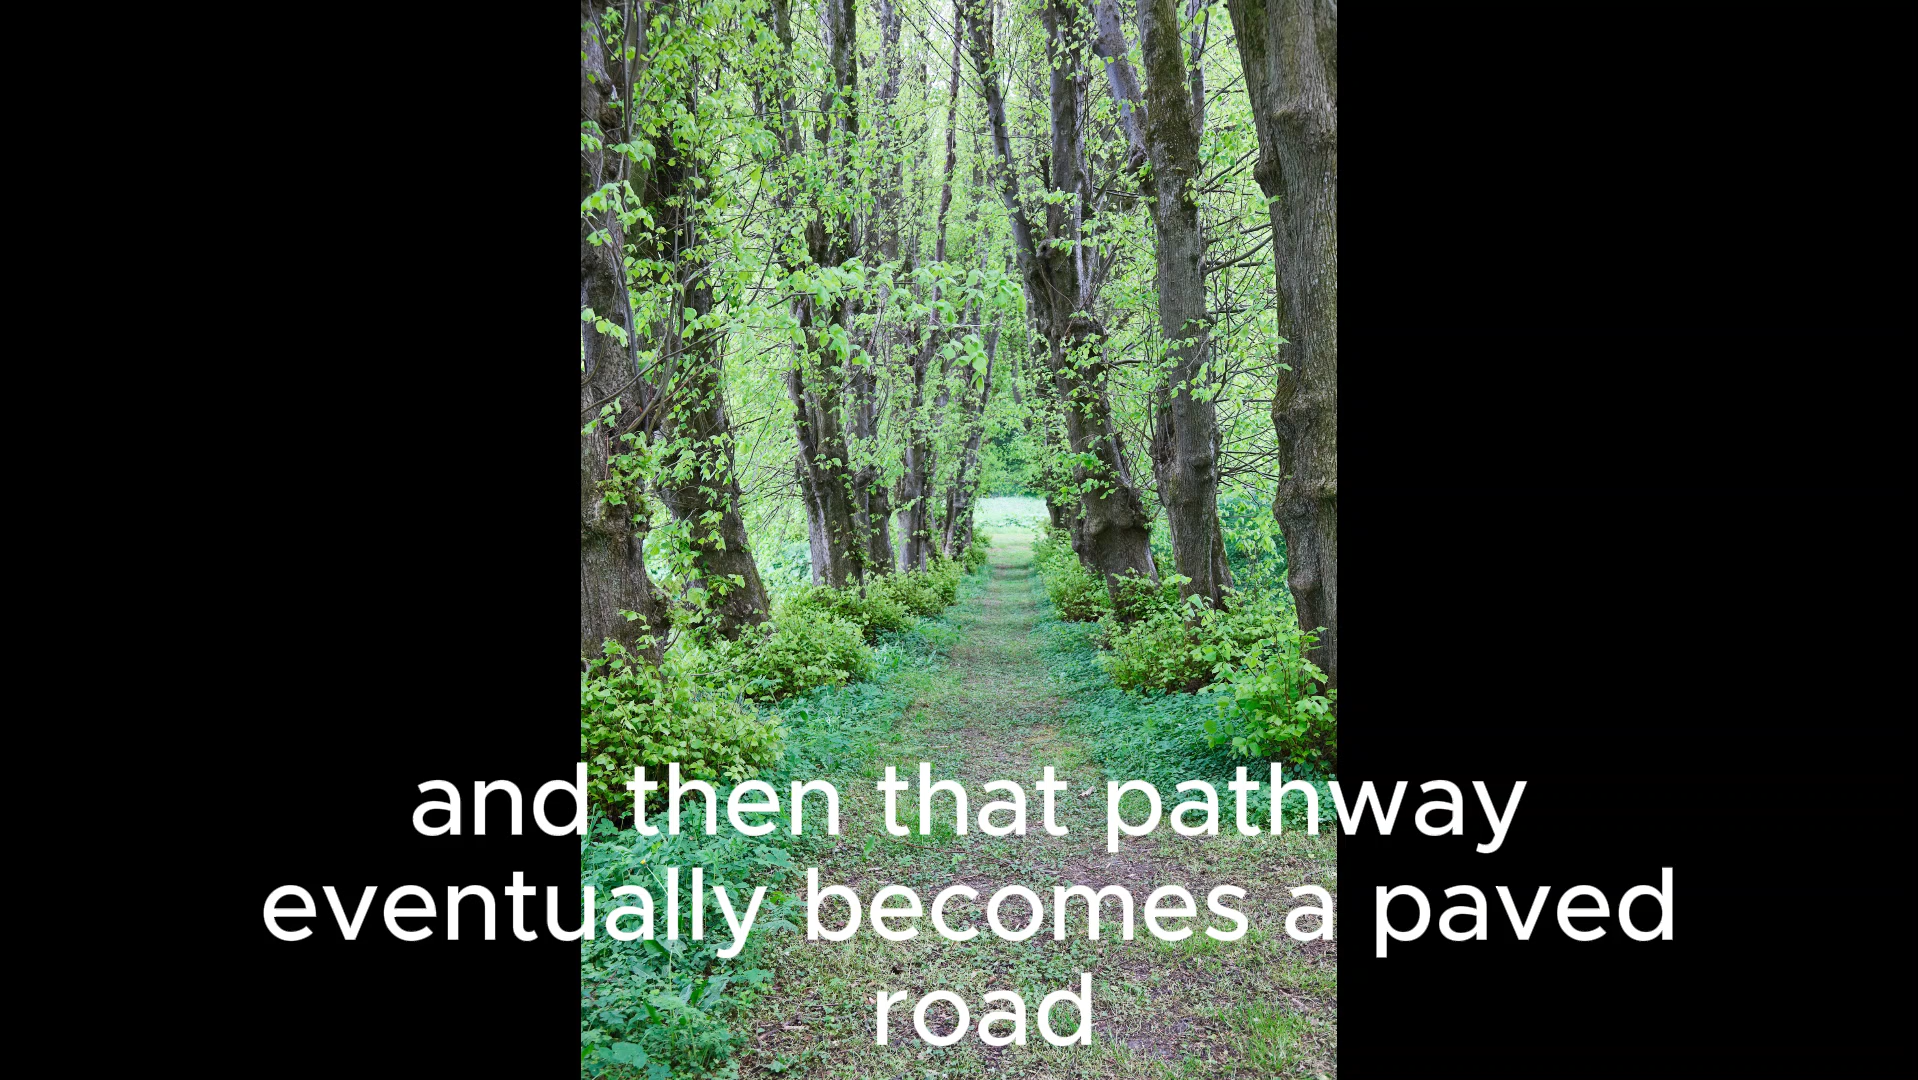 and then that pathway
eventually becomes a paved
road